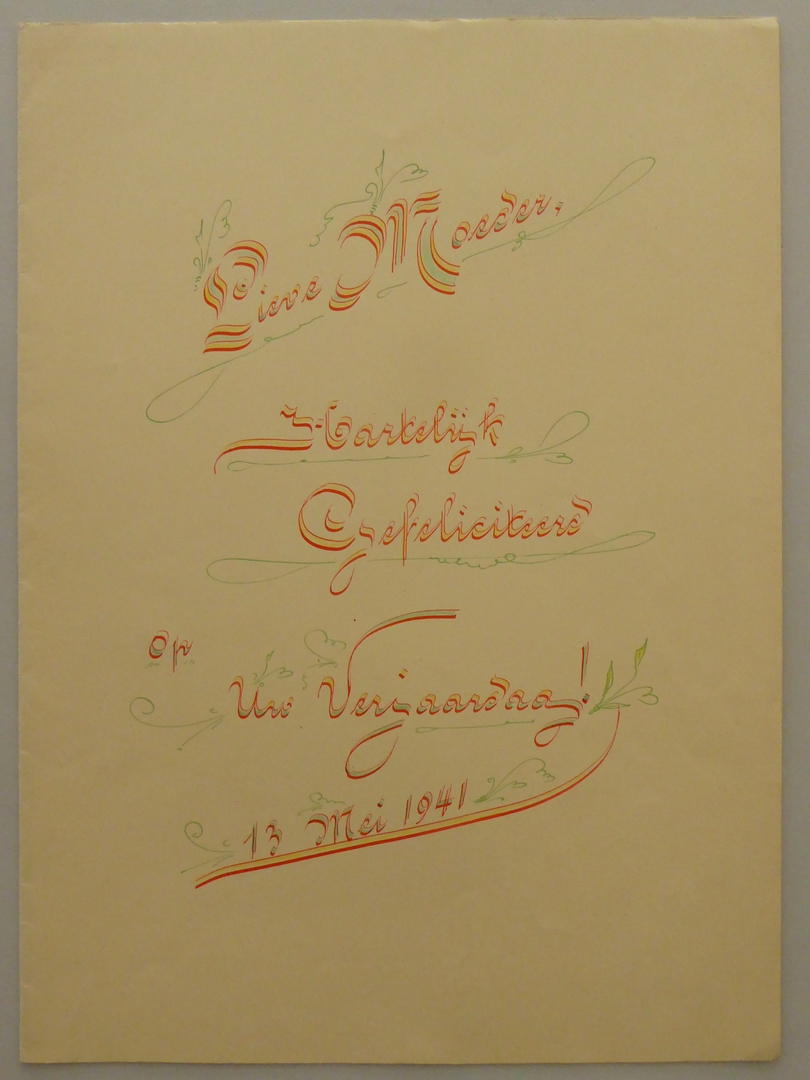 Lieve Moeder,
Hartelijk
Gefeliciteerd
Op
Uw Verjaardag!
13 Mei 1941